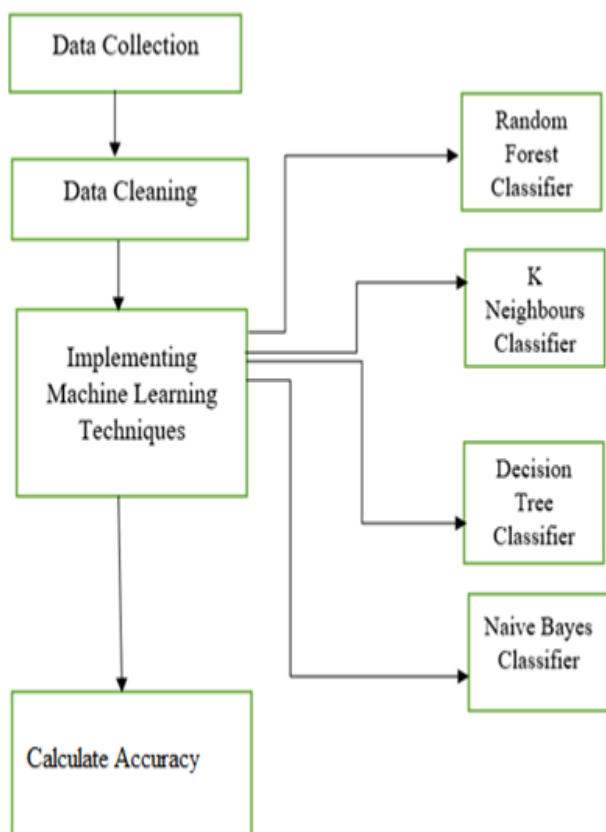 Data Collection
Data Cleaning
Implementing
Machine Learning
Techniques
Calculate Accuracy
Random
Forest
Classifier
K
Neighbours
Classifier
Decision
Tree
Classifier
Naive Bayes
Classifier